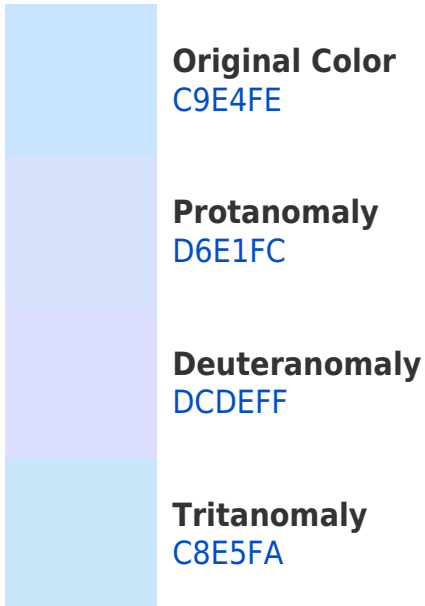 Original Color
C9E4FE
Protanomaly
D6E1FC
Deuteranomaly
DCDEFF
Tritanomaly
C8E5FA